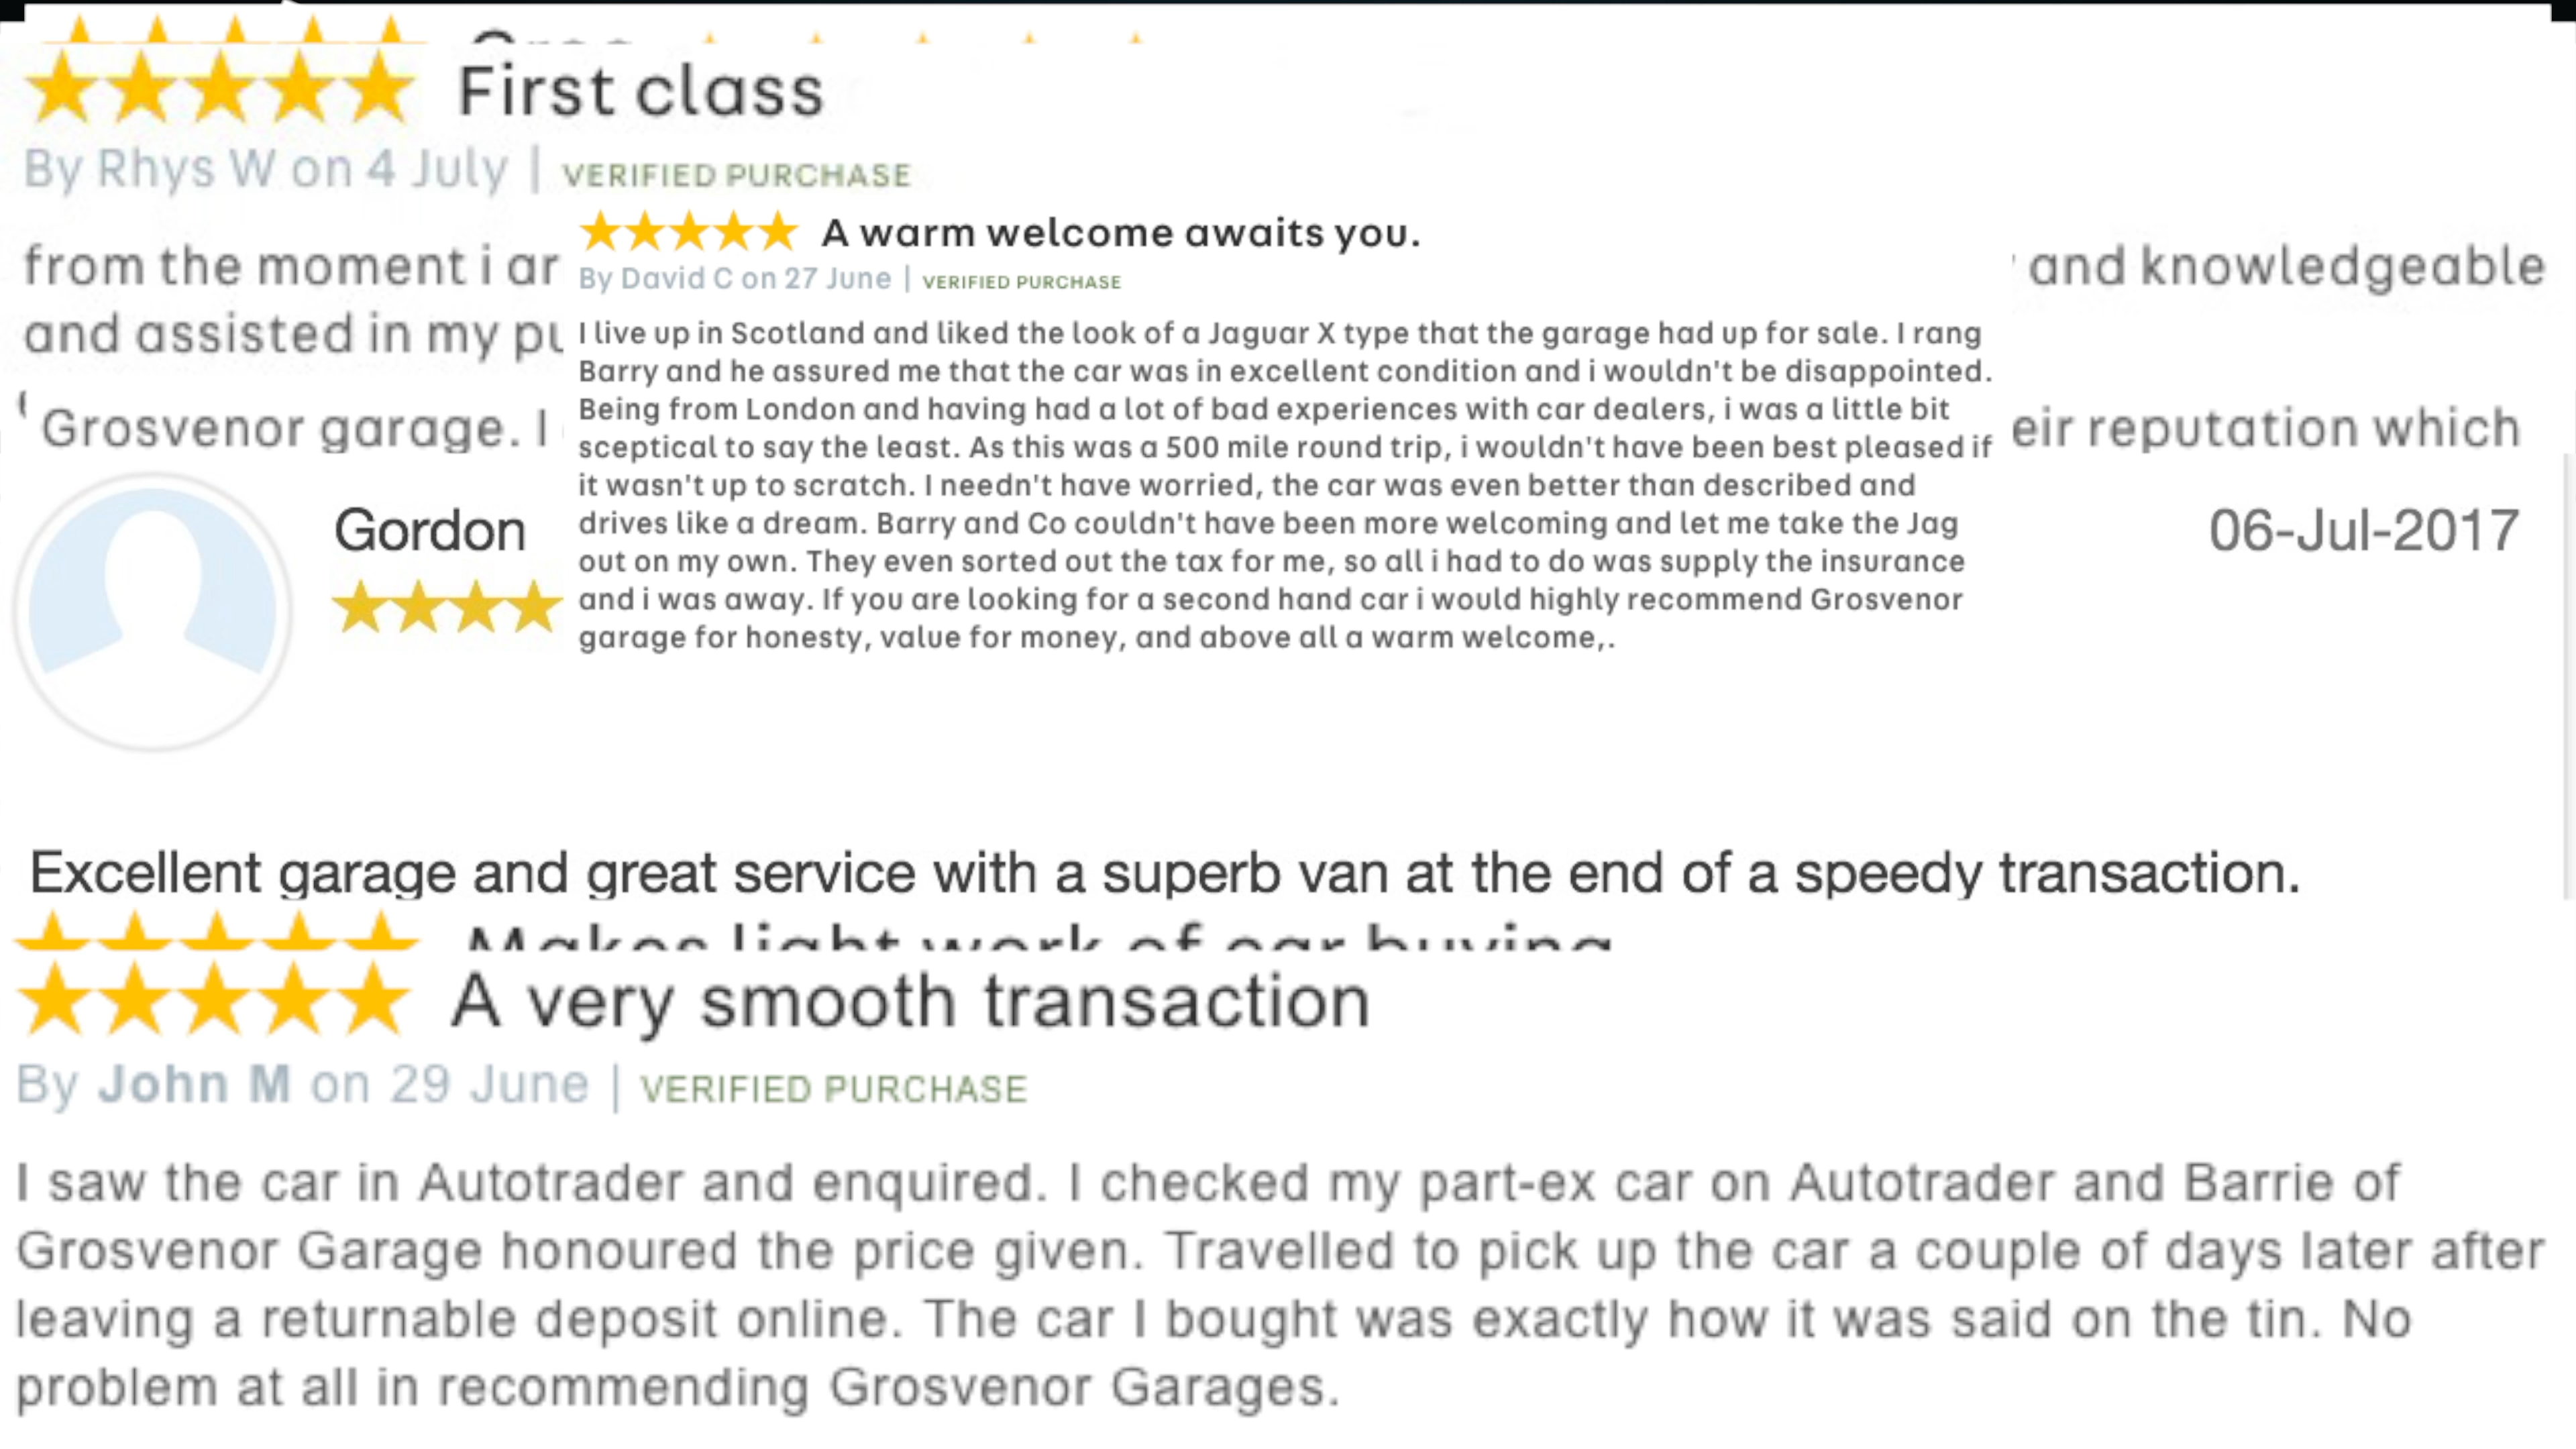 First class
By Rhys W on 4 July | VERIFIED PURCHASE
from the moment i
and knowledgeable
and assisted in my
Grosvenor garage. I
reputation which
A warm welcome awaits you.
By David C on 27 June | VERIFIED PURCHASE
I live up in Scotland and liked the look of a Jaguar X type that the garage had up for sale. I rang
Barry and he assured me that the car was in excellent condition and i wouldn't be disappointed.
Being from London and having had a lot of bad experiences with car dealers, i was a little bit
sceptical to say the least. As this was a 500 mile round trip, i wouldn't have been best pleased if
it wasn't up to scratch. I needn't have worried, the car was even better than described and
drives like a dream. Barry and Co couldn't have been more welcoming and let me take the Jag
out on my own. They even sorted out the tax for me, so all i had to do was supply the insurance
and i was away. If you are looking for a second hand car i would highly recommend Grosvenor
garage for honesty, value for money, and above all a warm welcome,.
Gordon
06-Jul-2017
Excellent garage and great service with a superb van at the end of a speedy transaction.
Makes light work of car buying
A very smooth transaction
By John M on 29 June | VERIFIED PURCHASE
I saw the car in Autotrader and enquired. I checked my part-ex car on Autotrader and Barrie of
Grosvenor Garage honoured the price given. Travelled to pick up the car a couple of days later after
leaving a returnable deposit online. The car I bought was exactly how it was said on the tin. No
problem at all in recommending Grosvenor Garages.